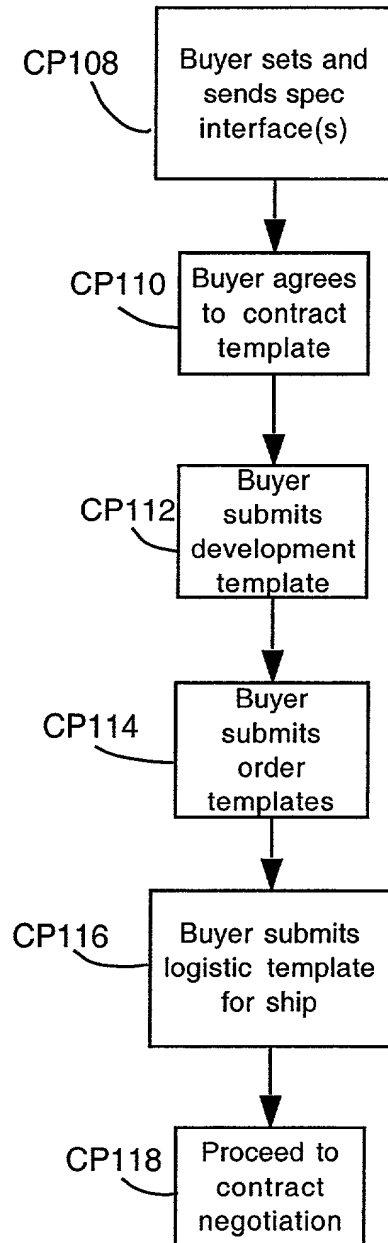 CP108
Buyer sets and
sends spec
interface(s)
CP110
Buyer agrees
to contract
template
CP112
Buyer
submits
development
template
CP114
Buyer
submits
order
templates
CP116
Buyer submits
logistic template
for ship
CP118
Proceed to
contract
negotiation